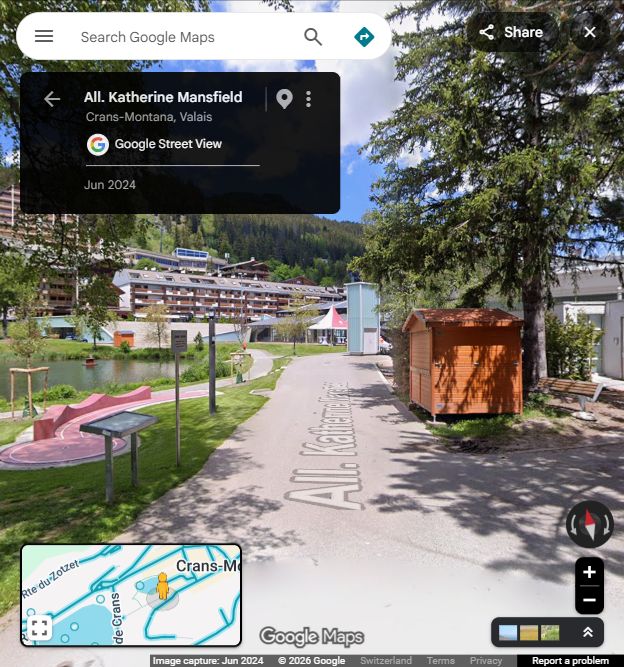 Search Google Maps
Share
All. Katherine Mansfield
Crans-Montana, Valais
Google Street View
Jun 2024
All. Katherine
Rte du Zotzet
Crans-Mo
de Crans
Google Maps
Image capture: Jun 2024 © 2026 Google Switzerland Terms Privacy Report a problem